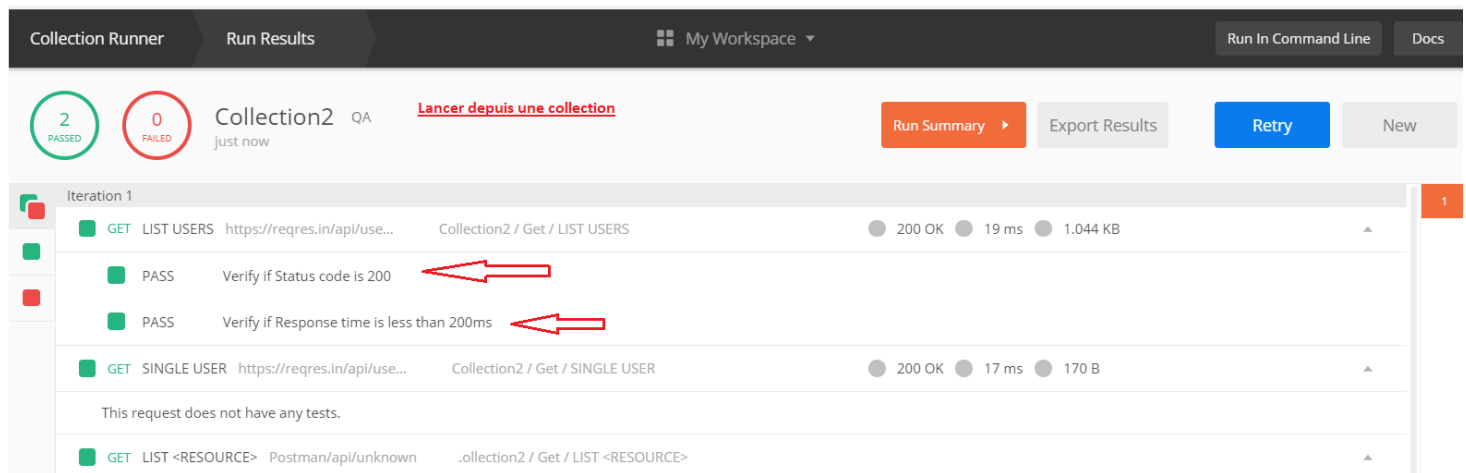 Collection Runner Run Results My Workspace Run In Command Line Docs
2 PASSED 0 FAILED Collection2 QA Lancer depuis une collection Run Summary Export Results Retry New
just now
Iteration 1
1
GET LIST USERS https://reqres.in/api/use... Collection2 / Get / LIST USERS 200 OK 19 ms 1.044 KB
PASS Verify if Status code is 200
PASS Verify if Response time is less than 200ms
GET SINGLE USER https://reqres.in/api/use... Collection2 / Get / SINGLE USER 200 OK 17 ms 170 B
This request does not have any tests.
GET LIST <RESOURCE> Postman/api/unknown .ollection2 / Get / LIST <RESOURCE>